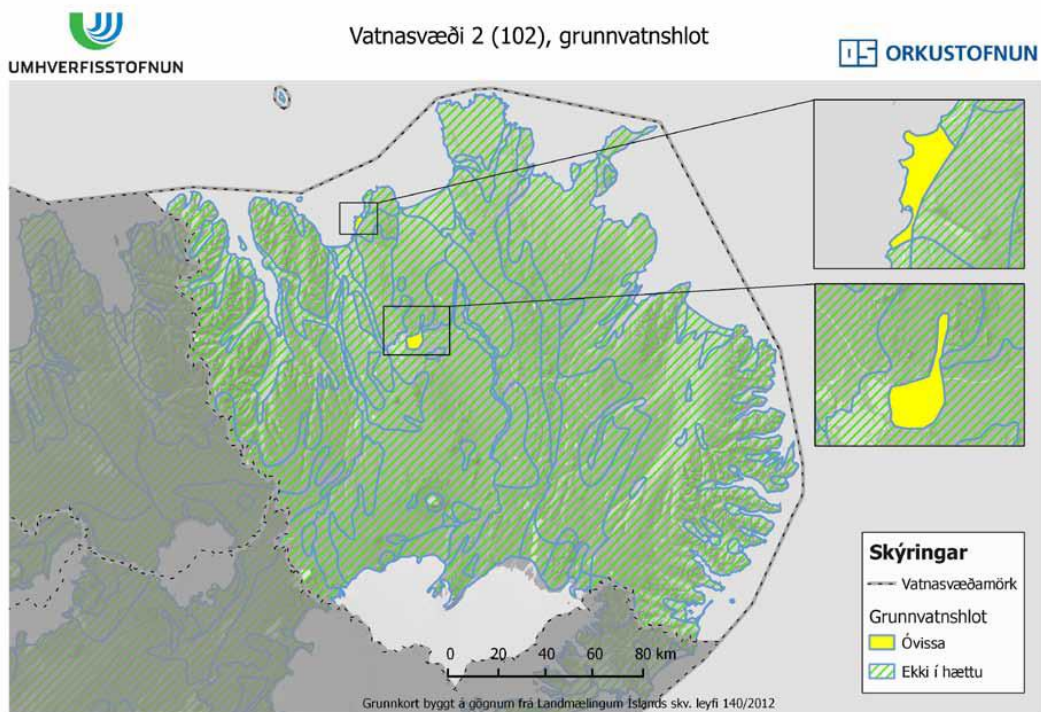 UMHVERFISSTOFNUN
Vatnasvæði 2 (102), grunnvatnshlot
OS ORKUSTOFNUN
Skýringar
Vatnasvæðamörk
Grunnvatnshlot
Óvissa
Ekki í hættu
0 20 40 60 80 km
Grunnkort byggt á gögnum frá Landmælingum Íslands skv. leyfi 140/2012